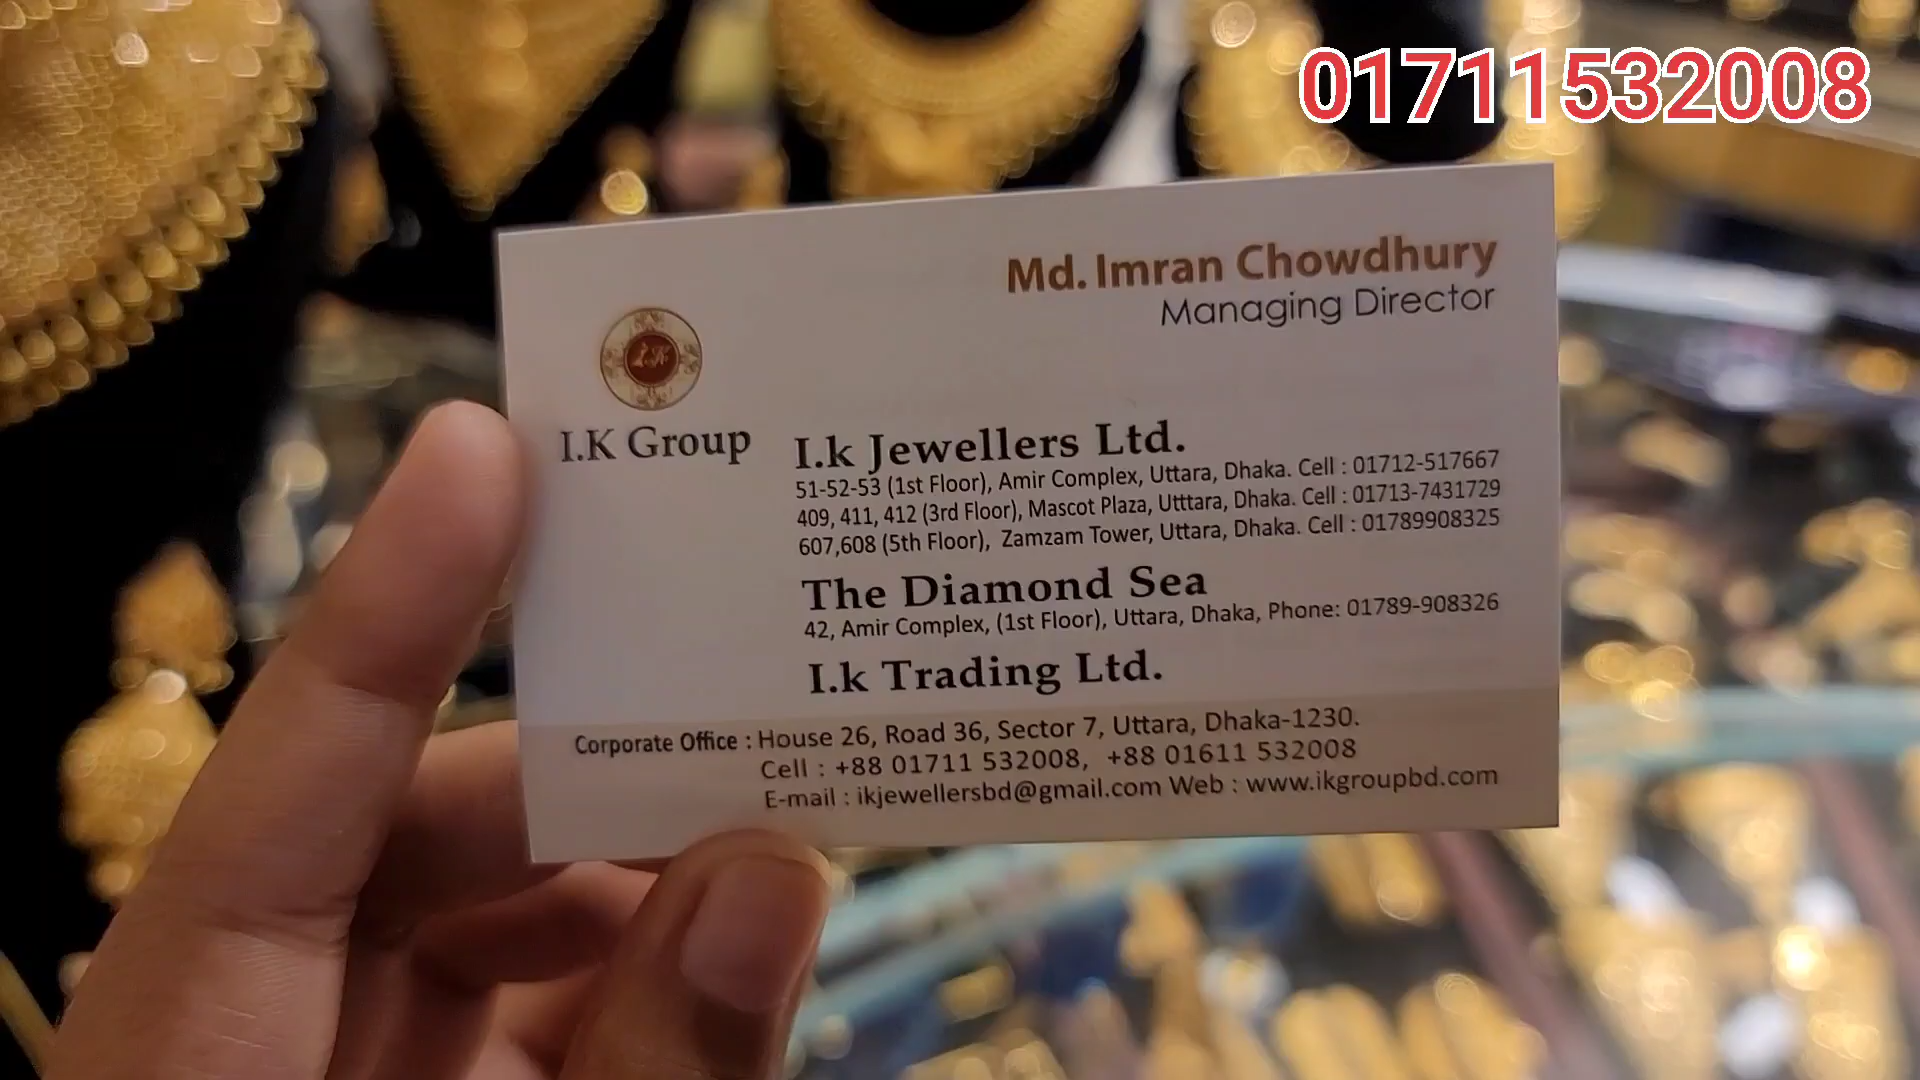 01711532008
Md. Imran Chowdhury
Managing Director
I.K Group
I.k Jewellers Ltd.
51-52-53 (1st Floor), Amir Complex, Uttara, Dhaka. Cell : 01712-517667
409, 411, 412 (3rd Floor), Mascot Plaza, Utttara, Dhaka. Cell : 01713-7431729
607,608 (5th Floor), Zamzam Tower, Uttara, Dhaka. Cell : 01789908325
The Diamond Sea
42, Amir Complex, (1st Floor), Uttara, Dhaka, Phone: 01789-908326
I.k Trading Ltd.
Corporate Office : House 26, Road 36, Sector 7, Uttara, Dhaka-1230.
Cell : +88 01711 532008, +88 01611 532008
E-mail : ikjewellersbd@gmail.com Web : www.ikgroupbd.com